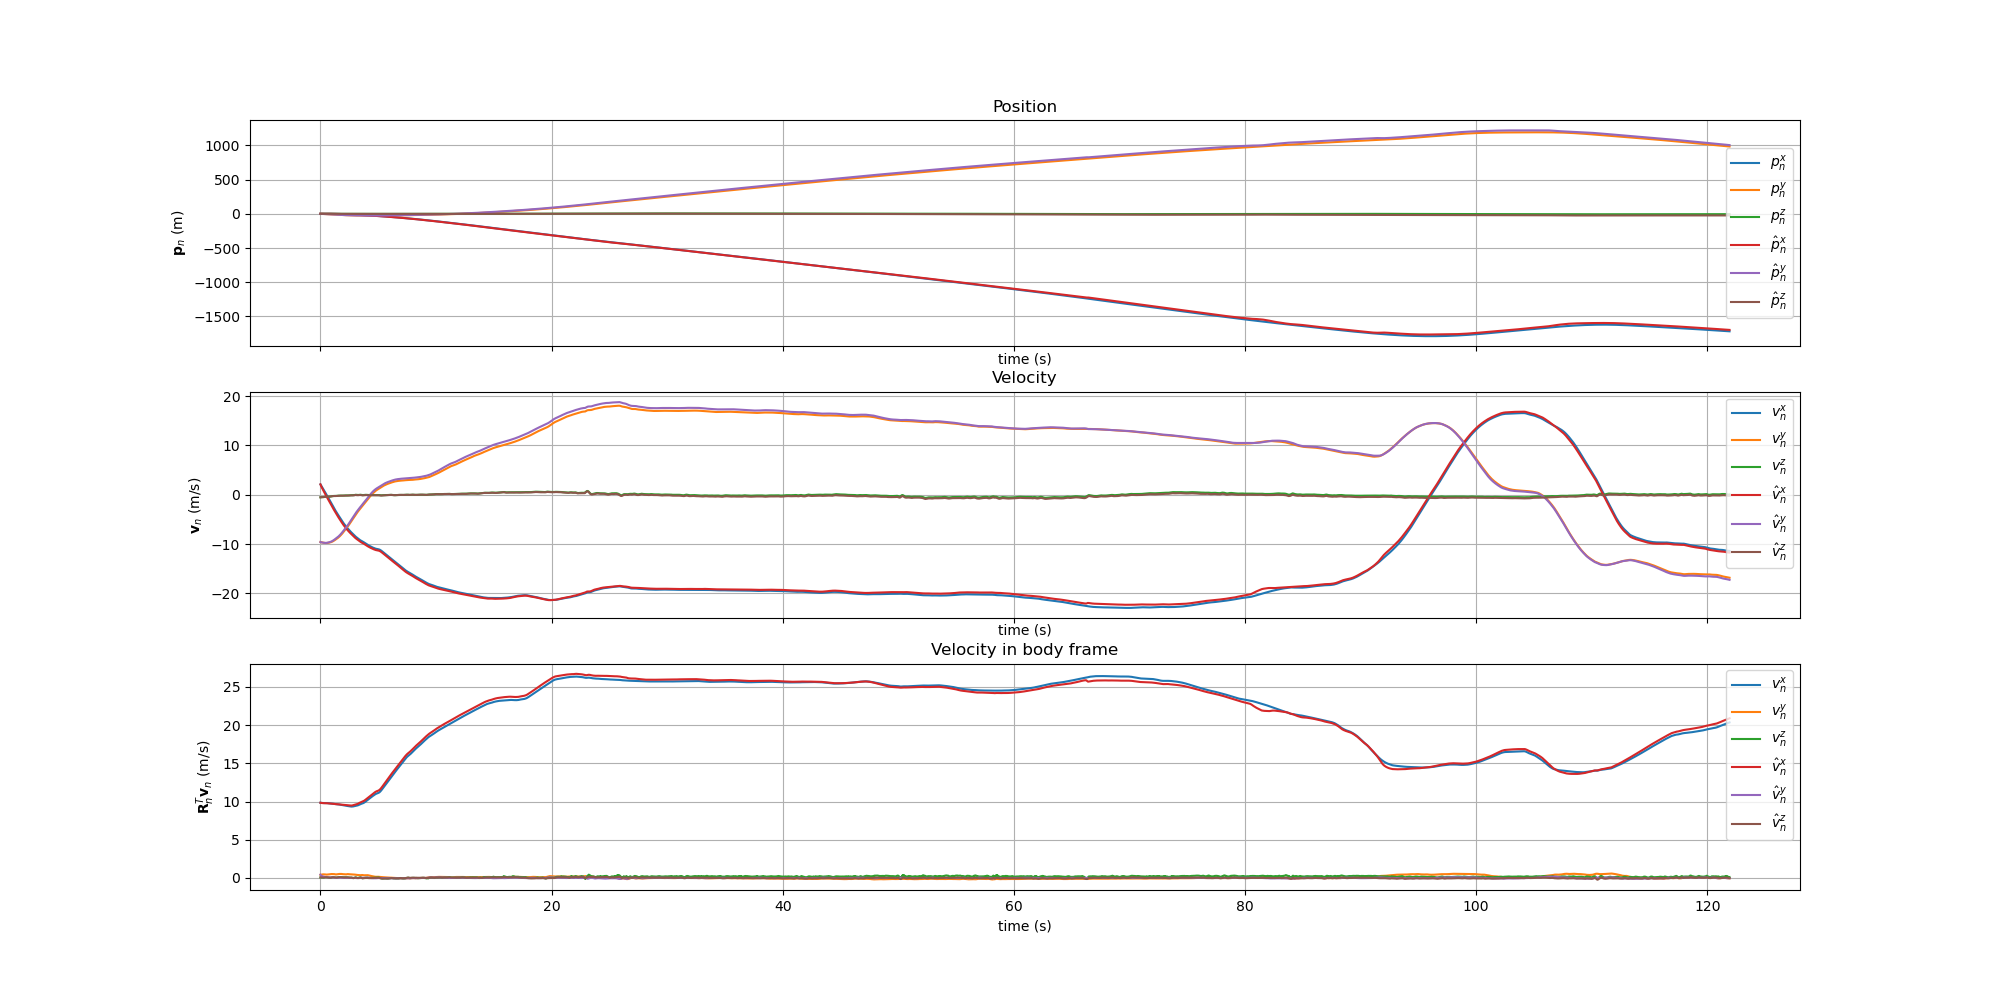 Position
1000
500
0
−500
−1000
−1500
p_n (m)
p_n^x
p_n^y
p_n^z
p̂_n^x
p̂_n^y
p̂_n^z
time (s)
Velocity
20
10
0
−10
−20
v_n (m/s)
v_n^x
v_n^y
v_n^z
v̂_n^x
v̂_n^y
v̂_n^z
time (s)
Velocity in body frame
25
20
15
10
5
0
R_n^T v_n (m/s)
v_n^x
v_n^y
v_n^z
v̂_n^x
v̂_n^y
v̂_n^z
0 20 40 60 80 100 120
time (s)